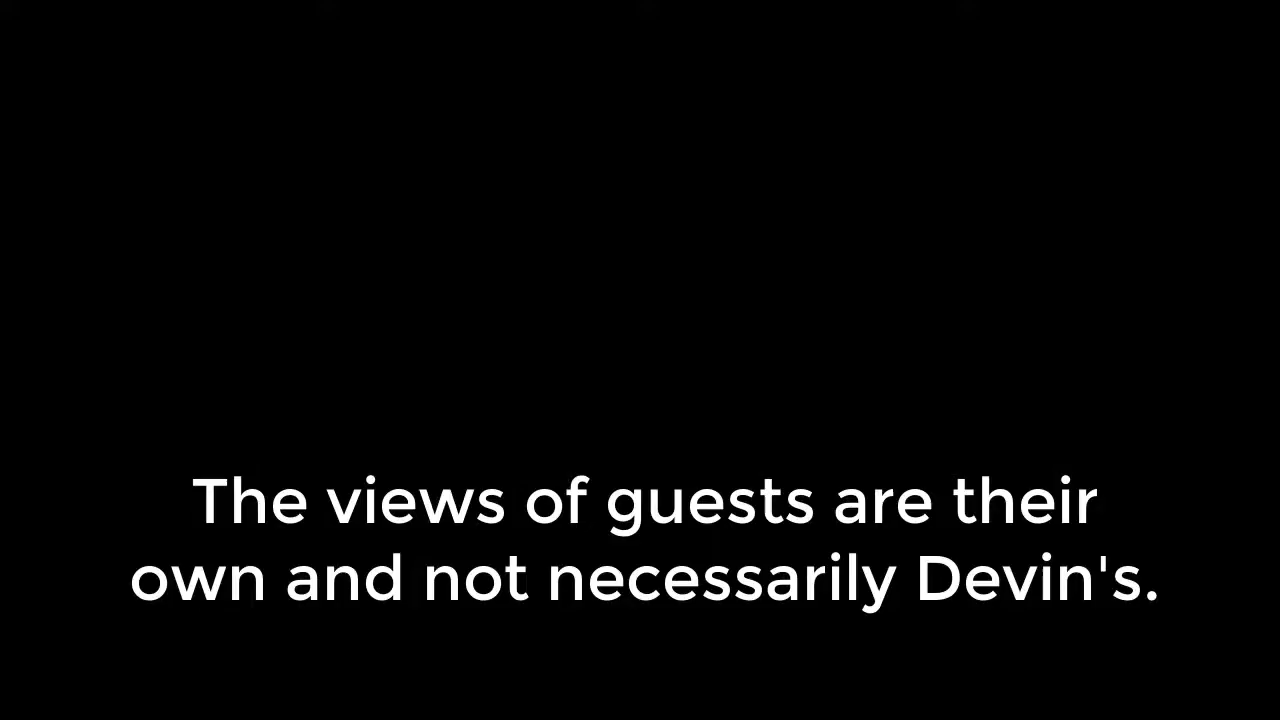 The views of guests are their
own and not necessarily Devin's.